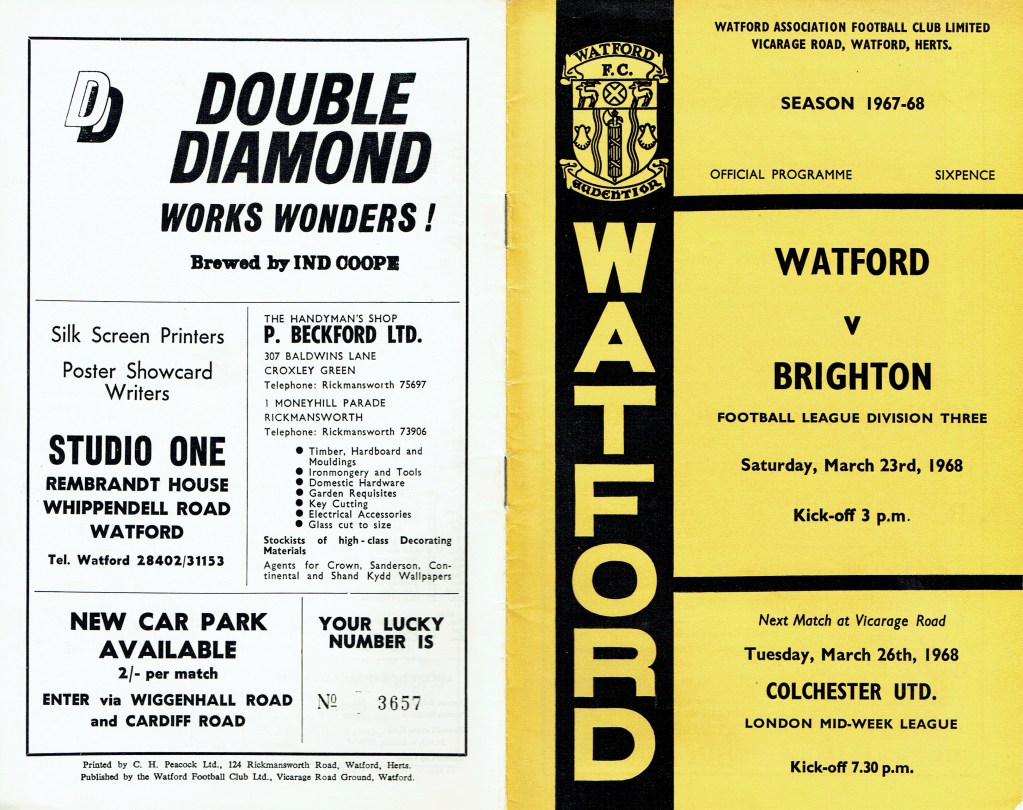 DD
DOUBLE
DIAMOND
WORKS WONDERS !
Brewed by IND COOPE
Silk Screen Printers
Poster Showcard
Writers
STUDIO ONE
REMBRANDT HOUSE
WHIPPENDELL ROAD
WATFORD
Tel. Watford 28402/31153
THE HANDYMAN'S SHOP
P. BECKFORD LTD.
307 BALDWINS LANE
CROXLEY GREEN
Telephone: Rickmansworth 75697
1 MONEYHILL PARADE
RICKMANSWORTH
Telephone: Rickmansworth 73906
● Timber, Hardboard and
Mouldings
● Ironmongery and Tools
● Domestic Hardware
● Garden Requisites
● Key Cutting
● Electrical Accessories
● Glass cut to size
Stockists of high-class Decorating
Materials
Agents for Crown, Sanderson, Con-
tinental and Shand Kydd Wallpapers
NEW CAR PARK
AVAILABLE
2/- per match
ENTER via WIGGENHALL ROAD
and CARDIFF ROAD
YOUR LUCKY
NUMBER IS
Nº 3657
Printed by C. H. Peacock Ltd., 124 Rickmansworth Road, Watford, Herts.
Published by the Watford Football Club Ltd., Vicarage Road Ground, Watford.
WATFORD
F.C.
AUDENTIOR
WATFORD
WATFORD ASSOCIATION FOOTBALL CLUB LIMITED
VICARAGE ROAD, WATFORD, HERTS.
SEASON 1967-68
OFFICIAL PROGRAMME SIXPENCE
WATFORD
v
BRIGHTON
FOOTBALL LEAGUE DIVISION THREE
Saturday, March 23rd, 1968
Kick-off 3 p.m.
Next Match at Vicarage Road
Tuesday, March 26th, 1968
COLCHESTER UTD.
LONDON MID-WEEK LEAGUE
Kick-off 7.30 p.m.